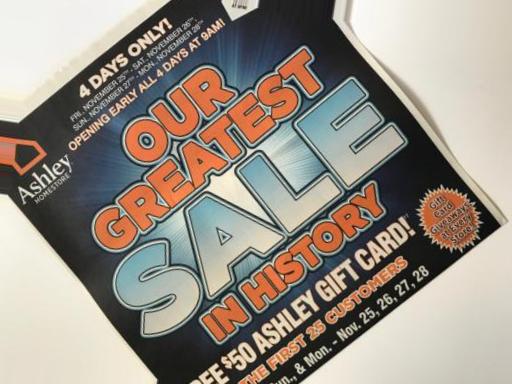 4 DAYS ONLY!
FRI, NOVEMBER 25TH - SAT, NOVEMBER 26TH -
SUN, NOVEMBER 27TH - MON, NOVEMBER 28TH
OPENING EARLY ALL 4 DAYS AT 9AM!
Ashley
HOMESTORE
OUR
GREATEST
SALE
IN HISTORY
Gift
Card
Giveaways
@ Every
Store
$50 ASHLEY GIFT CARD!*
THE FIRST 25 CUSTOMERS
& Mon. - Nov. 25, 26, 27, 28